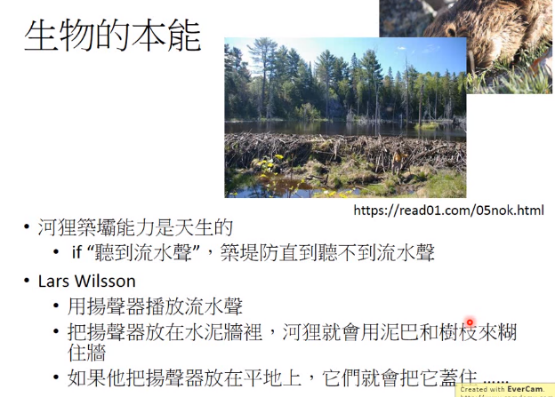 生物的本能
https://read01.com/05nok.html
• 河狸築壩能力是天生的
• if “聽到流水聲”，築堤防直到聽不到流水聲
• Lars Wilsson
• 用揚聲器播放流水聲
• 把揚聲器放在水泥牆裡，河狸就會用泥巴和樹枝來糊
住牆
• 如果他把揚聲器放在平地上，它們就會把它蓋住 ......
Created with EverCam.